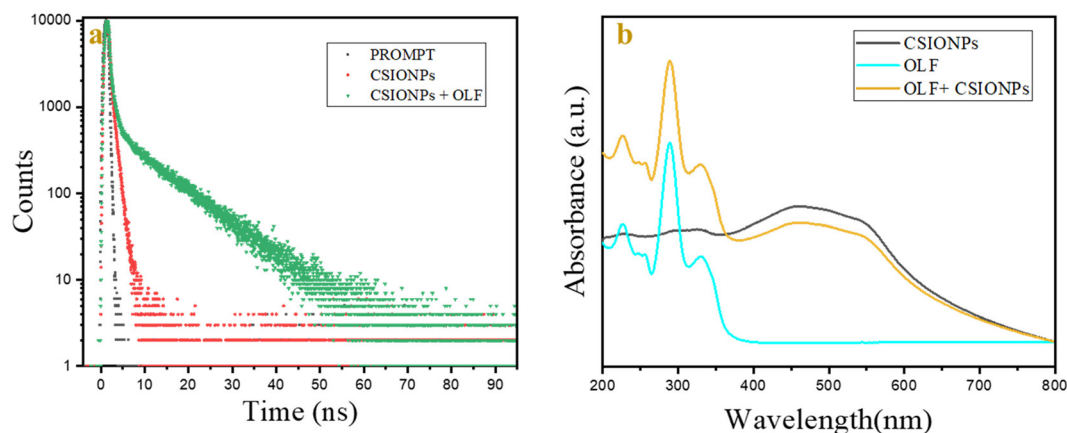 a
10000
1000
100
10
1
Counts
PROMPT
CSIONPs
CSIONPs + OLF
0 10 20 30 40 50 60 70 80 90
Time (ns)
b
Absorbance (a.u.)
CSIONPs
OLF
OLF+ CSIONPs
200 300 400 500 600 700 800
Wavelength(nm)